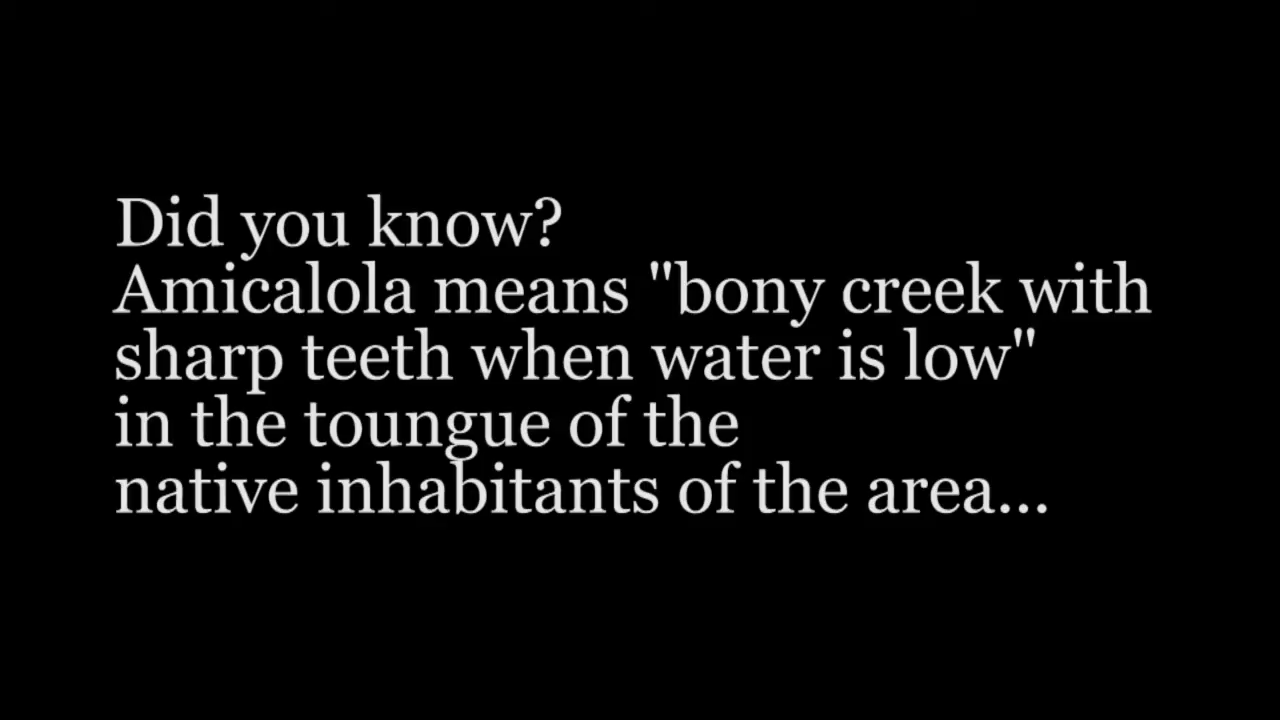 Did you know?
Amicalola means "bony creek with
sharp teeth when water is low"
in the toungue of the
native inhabitants of the area...